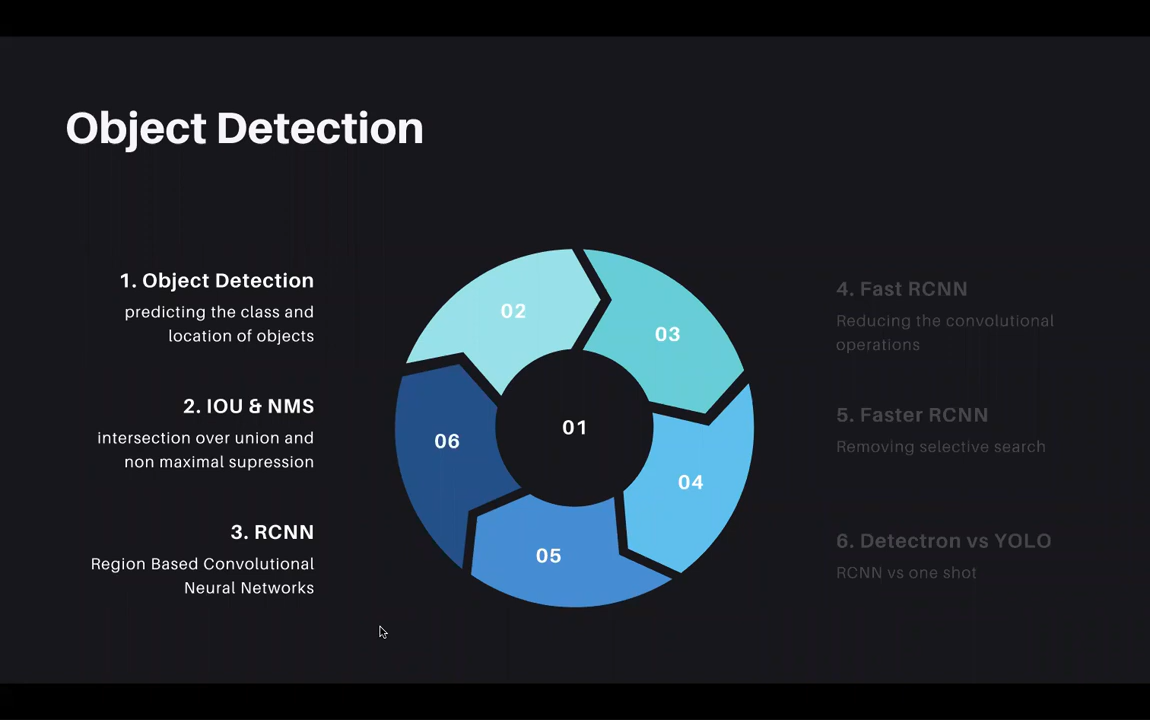 Object Detection
1. Object Detection
predicting the class and
location of objects
2. IOU & NMS
intersection over union and
non maximal supression
3. RCNN
Region Based Convolutional
Neural Networks
02
03
01
06
04
05
4. Fast RCNN
Reducing the convolutional
operations
5. Faster RCNN
Removing selective search
6. Detectron vs YOLO
RCNN vs one shot